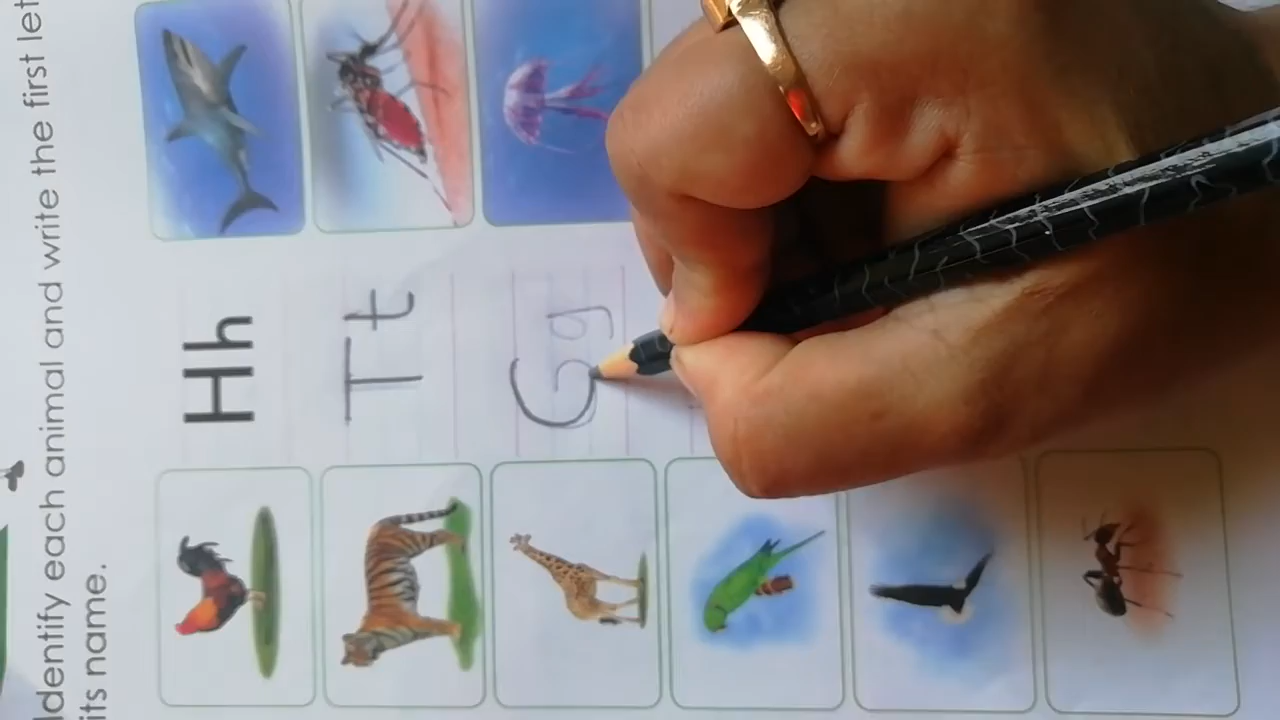 Identify each animal and write the first let
its name.
Hh
Tt
Gg